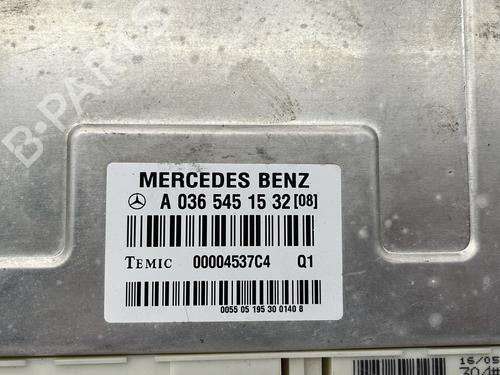 B-PARTS
MERCEDES BENZ
A 036 545 15 32 [08]
TEMIC 00004537C4 Q1
0055 05 195 30 0140 8
16/05